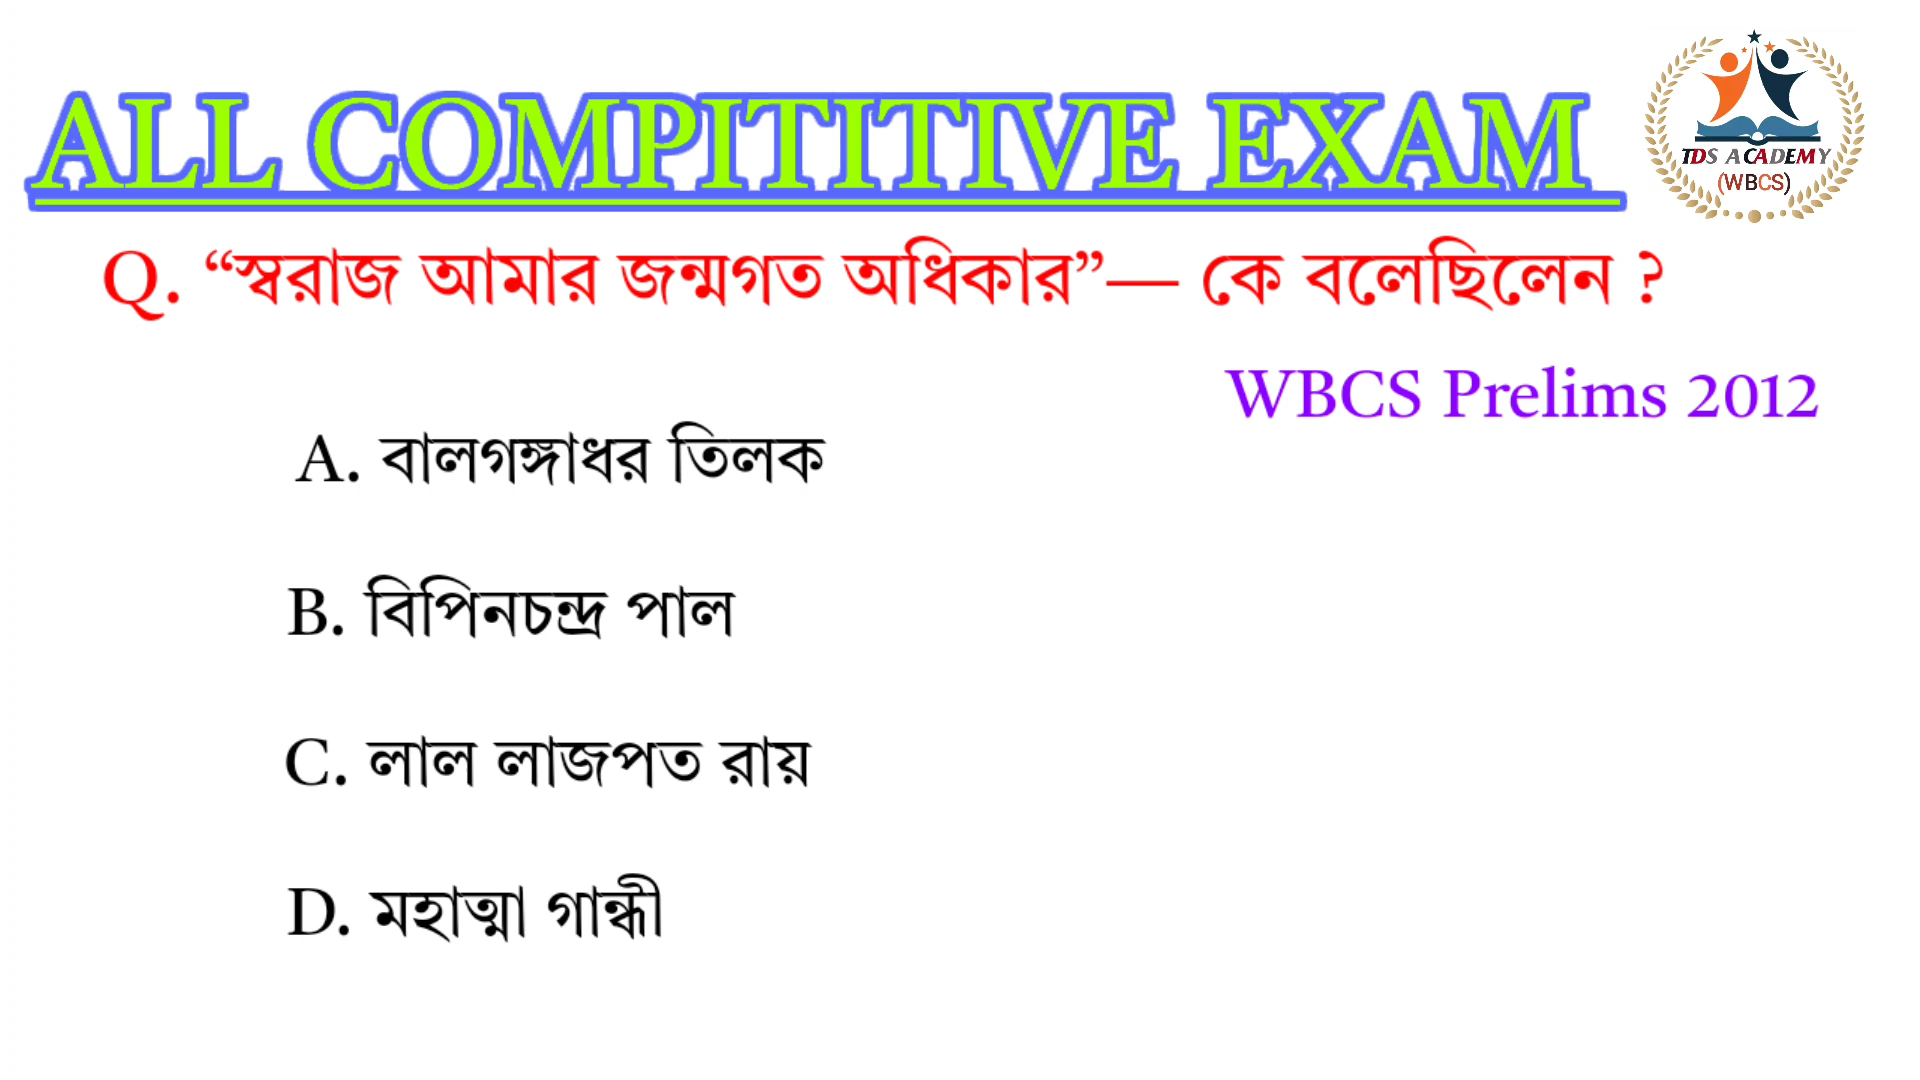 ALL COMPITITIVE EXAM
TDS ACADEMY
(WBCS)
Q. “স্বরাজ আমার জন্মগত অধিকার”— কে বলেছিলেন ?
WBCS Prelims 2012
A. বালগঙ্গাধর তিলক
B. বিপিনচন্দ্র পাল
C. লাল লাজপত রায়
D. মহাত্মা গান্ধী